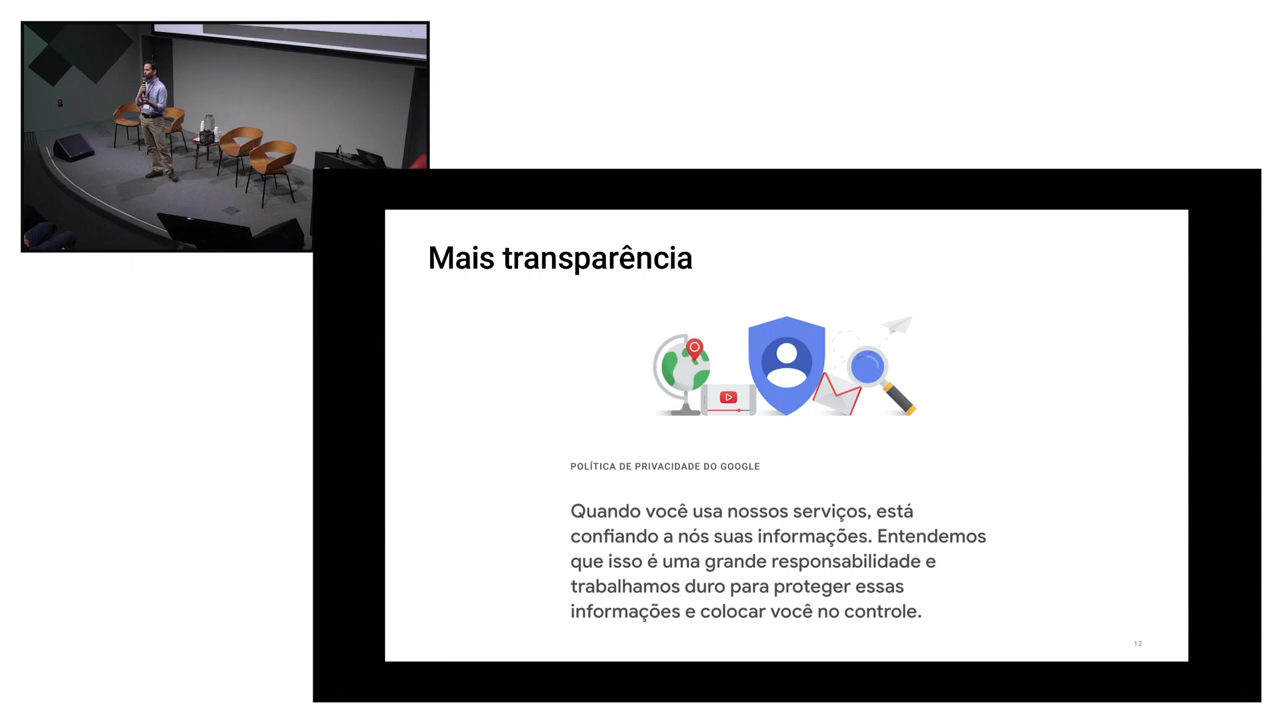 Mais transparência
POLÍTICA DE PRIVACIDADE DO GOOGLE
Quando você usa nossos serviços, está
confiando a nós suas informações. Entendemos
que isso é uma grande responsabilidade e
trabalhamos duro para proteger essas
informações e colocar você no controle.
12